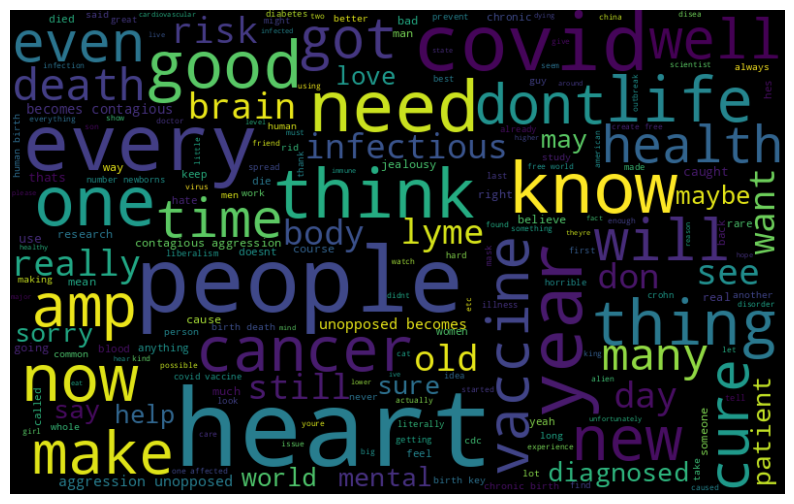 cardiovascular diabetes two better prevent china dying disea
died said great might bad chronic
even risk got covid well
good man infected live state give seem scientist
infection using best guy around always
death love
becomes contagious brain need dont life
everything show doctor level human rid must
every infectious may health
human birth friend jealousy already create free
outbreak american higher
thats way keep die spread thank little
number newborns virus men work immune last free world made
one think know maybe
hate study caught right
use time body lyme believe rare want
contagious aggression
research liberalism doesnt course hard found something theyre fact enough reason back
please healthy watch first mask hope
really mean will see
making people vaccine year don
amp cause etc illness horrible real another
didnt crohn disorder
sorry person birth death mind unopposed becomes women thing
going anything
common blood cat king let
hear kind cancer old many
possible covid vaccine idea alien
now eat ive lower started tell
called much look still never actually sure day unfortunately
say literally yeah someone
girl help youre getting cdc long cure patient
whole care issue feel experience new
make heart big lot take
one affected world mental birth key diagnosed
aggression unopposed chronic birth find caused